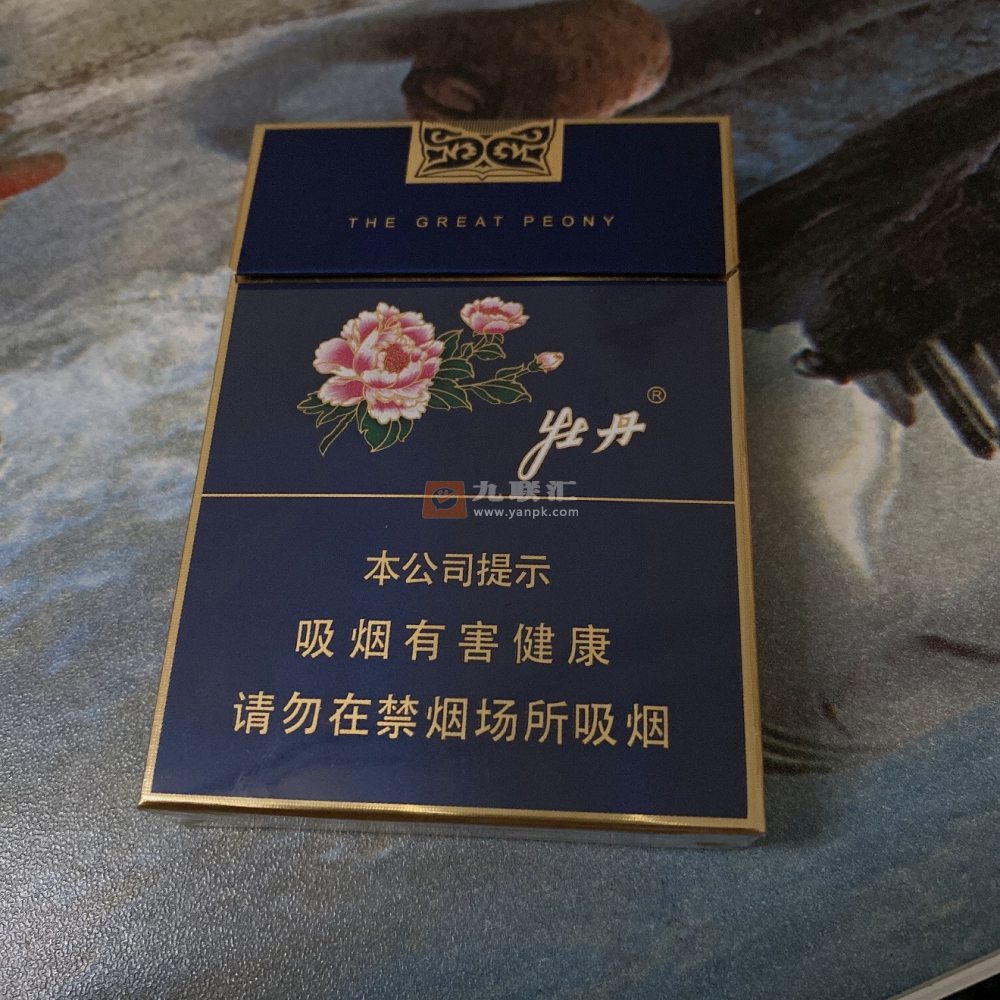 THE GREAT PEONY
牡丹®
九联汇
www.yanpk.com
本公司提示
吸烟有害健康
请勿在禁烟场所吸烟